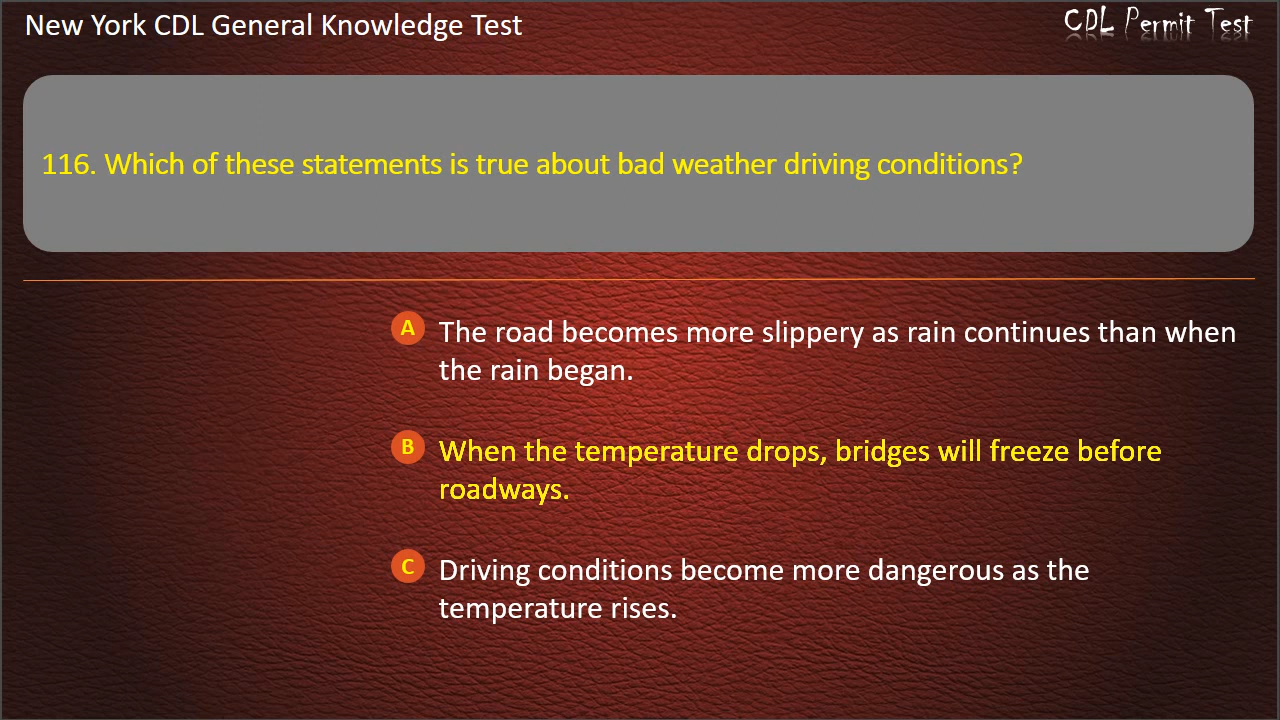 New York CDL General Knowledge Test
CDL Permit Test
116. Which of these statements is true about bad weather driving conditions?
A The road becomes more slippery as rain continues than when
the rain began.
B When the temperature drops, bridges will freeze before
roadways.
C Driving conditions become more dangerous as the
temperature rises.